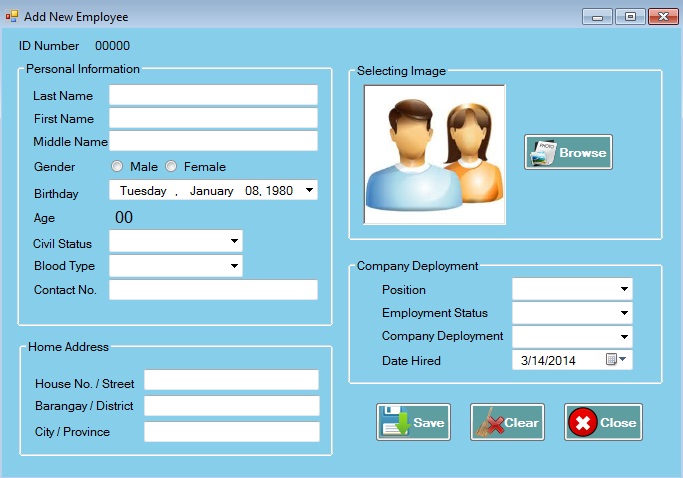 Add New Employee
ID Number 00000
Personal Information
Last Name
First Name
Middle Name
Gender Male Female
Birthday Tuesday , January 08, 1980
Age 00
Civil Status
Blood Type
Contact No.
Home Address
House No. / Street
Barangay / District
City / Province
Selecting Image
PHOTO
Browse
Company Deployment
Position
Employment Status
Company Deployment
Date Hired 3/14/2014
Save Clear Close